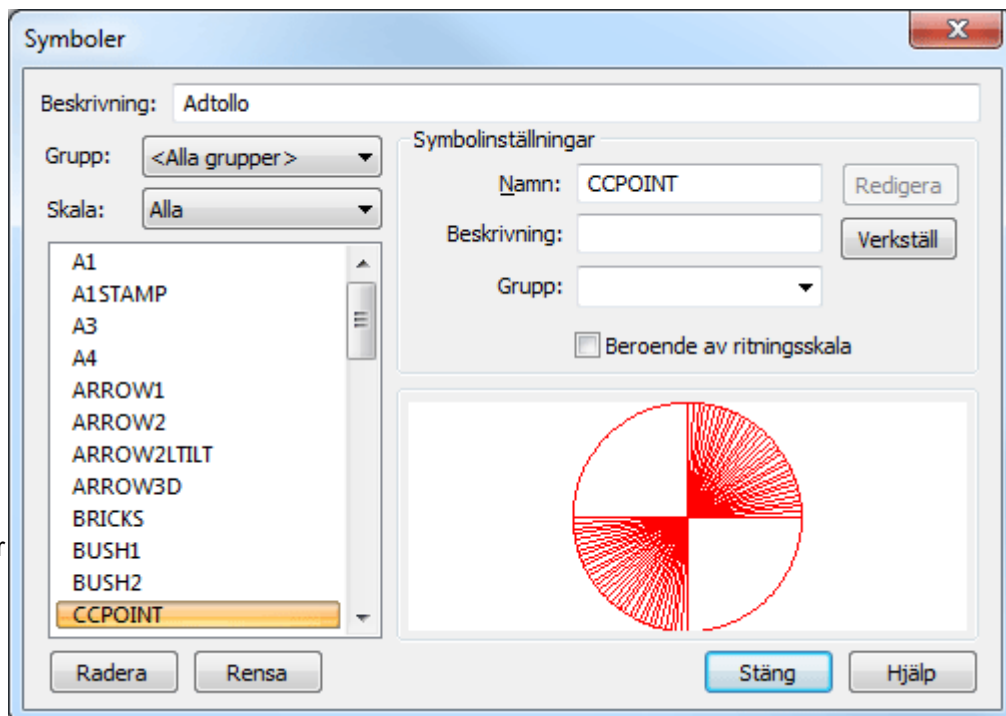 Symboler
Beskrivning: Adtollo
Grupp: <Alla grupper>
Skala: Alla
A1
A1STAMP
A3
A4
ARROW1
ARROW2
ARROW2LTILT
ARROW3D
BRICKS
BUSH1
BUSH2
CCPOINT
r
Symbolinställningar
Namn: CCPOINT
Redigera
Beskrivning:
Verkställ
Grupp:
Beroende av ritningsskala
Radera
Rensa
Stäng
Hjälp